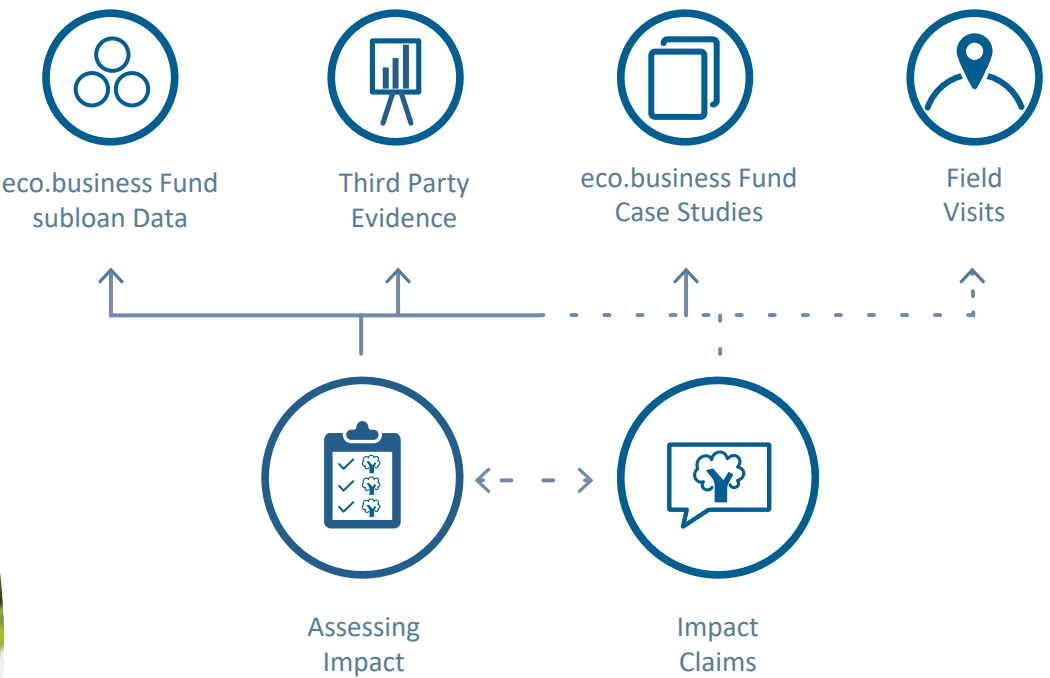 eco.business Fund
subloan Data
Third Party
Evidence
eco.business Fund
Case Studies
Field
Visits
Assessing
Impact
Impact
Claims